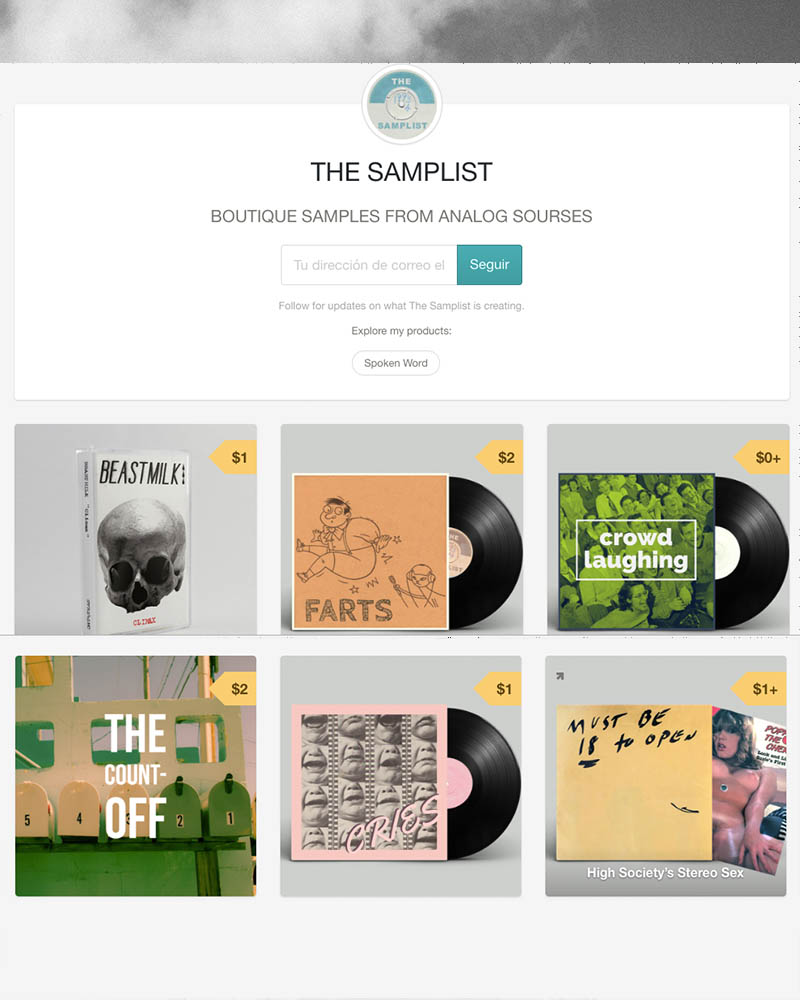 THE
SAMPLIST
THE SAMPLIST
BOUTIQUE SAMPLES FROM ANALOG SOURSES
Tu dirección de correo el
Seguir
Follow for updates on what The Samplist is creating.
Explore my products:
Spoken Word
$1
BEASTMILK:
CLIMAX
$2
FARTS
THE
$0+
crowd
laughing
$2
THE
COUNT-
OFF
5 4 3 2 1
$1
CRIES
$1+
MUST BE
18 to OPEN
High Society's Stereo Sex